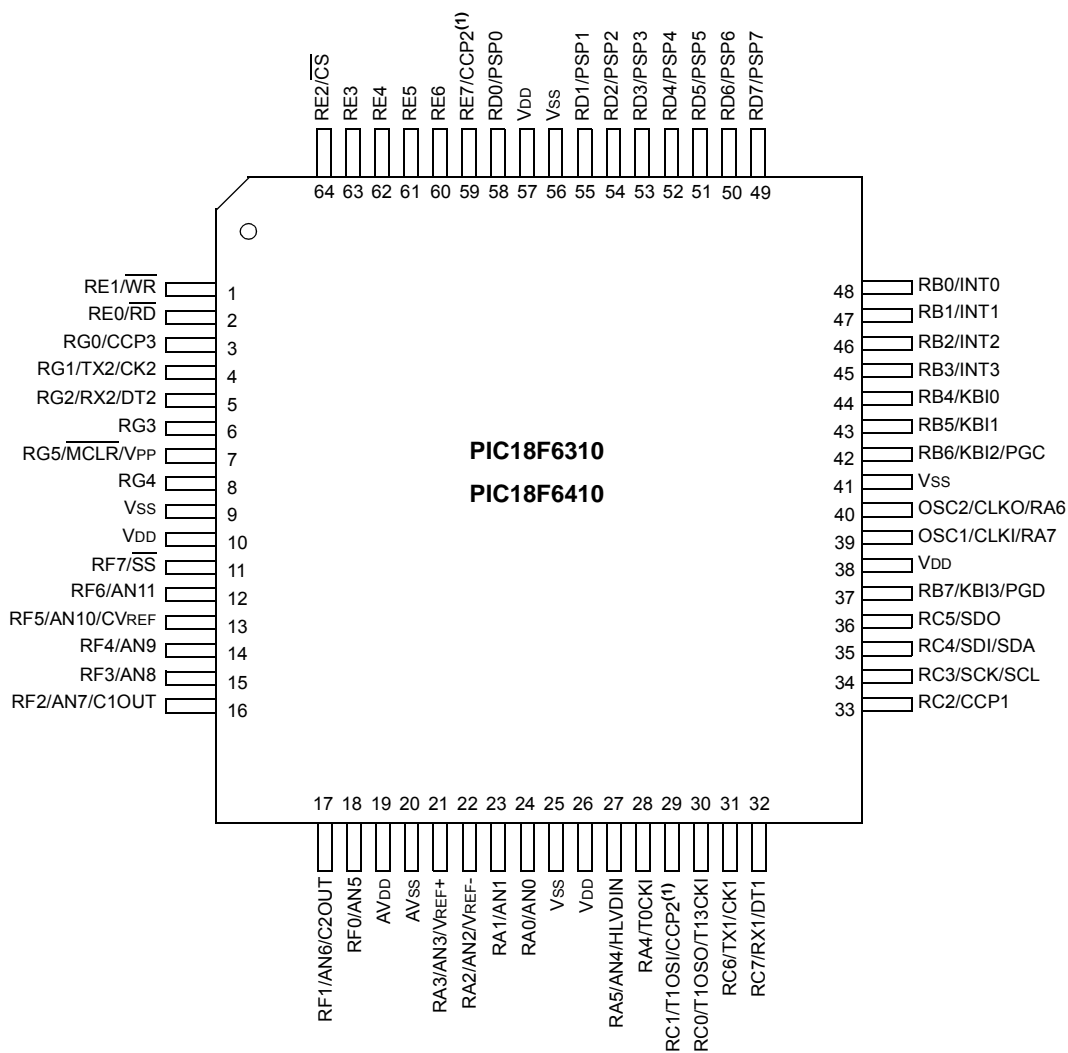 RE2/CS
RE3
RE4
RE5
RE6
RE7/CCP2(1)
RD0/PSP0
VDD
VSS
RD1/PSP1
RD2/PSP2
RD3/PSP3
RD4/PSP4
RD5/PSP5
RD6/PSP6
RD7/PSP7
64 63 62 61 60 59 58 57 56 55 54 53 52 51 50 49
RE1/WR 1
RE0/RD 2
RG0/CCP3 3
RG1/TX2/CK2 4
RG2/RX2/DT2 5
RG3 6
RG5/MCLR/VPP 7
RG4 8
VSS 9
VDD 10
RF7/SS 11
RF6/AN11 12
RF5/AN10/CVREF 13
RF4/AN9 14
RF3/AN8 15
RF2/AN7/C1OUT 16
PIC18F6310
PIC18F6410
48 RB0/INT0
47 RB1/INT1
46 RB2/INT2
45 RB3/INT3
44 RB4/KBI0
43 RB5/KBI1
42 RB6/KBI2/PGC
41 VSS
40 OSC2/CLKO/RA6
39 OSC1/CLKI/RA7
38 VDD
37 RB7/KBI3/PGD
36 RC5/SDO
35 RC4/SDI/SDA
34 RC3/SCK/SCL
33 RC2/CCP1
17 18 19 20 21 22 23 24 25 26 27 28 29 30 31 32
RF1/AN6/C2OUT
RF0/AN5
AVDD
AVSS
RA3/AN3/VREF+
RA2/AN2/VREF-
RA1/AN1
RA0/AN0
VSS
VDD
RA5/AN4/HLVDIN
RA4/T0CKI
RC1/T1OSI/CCP2(1)
RC0/T1OSO/T13CKI
RC6/TX1/CK1
RC7/RX1/DT1